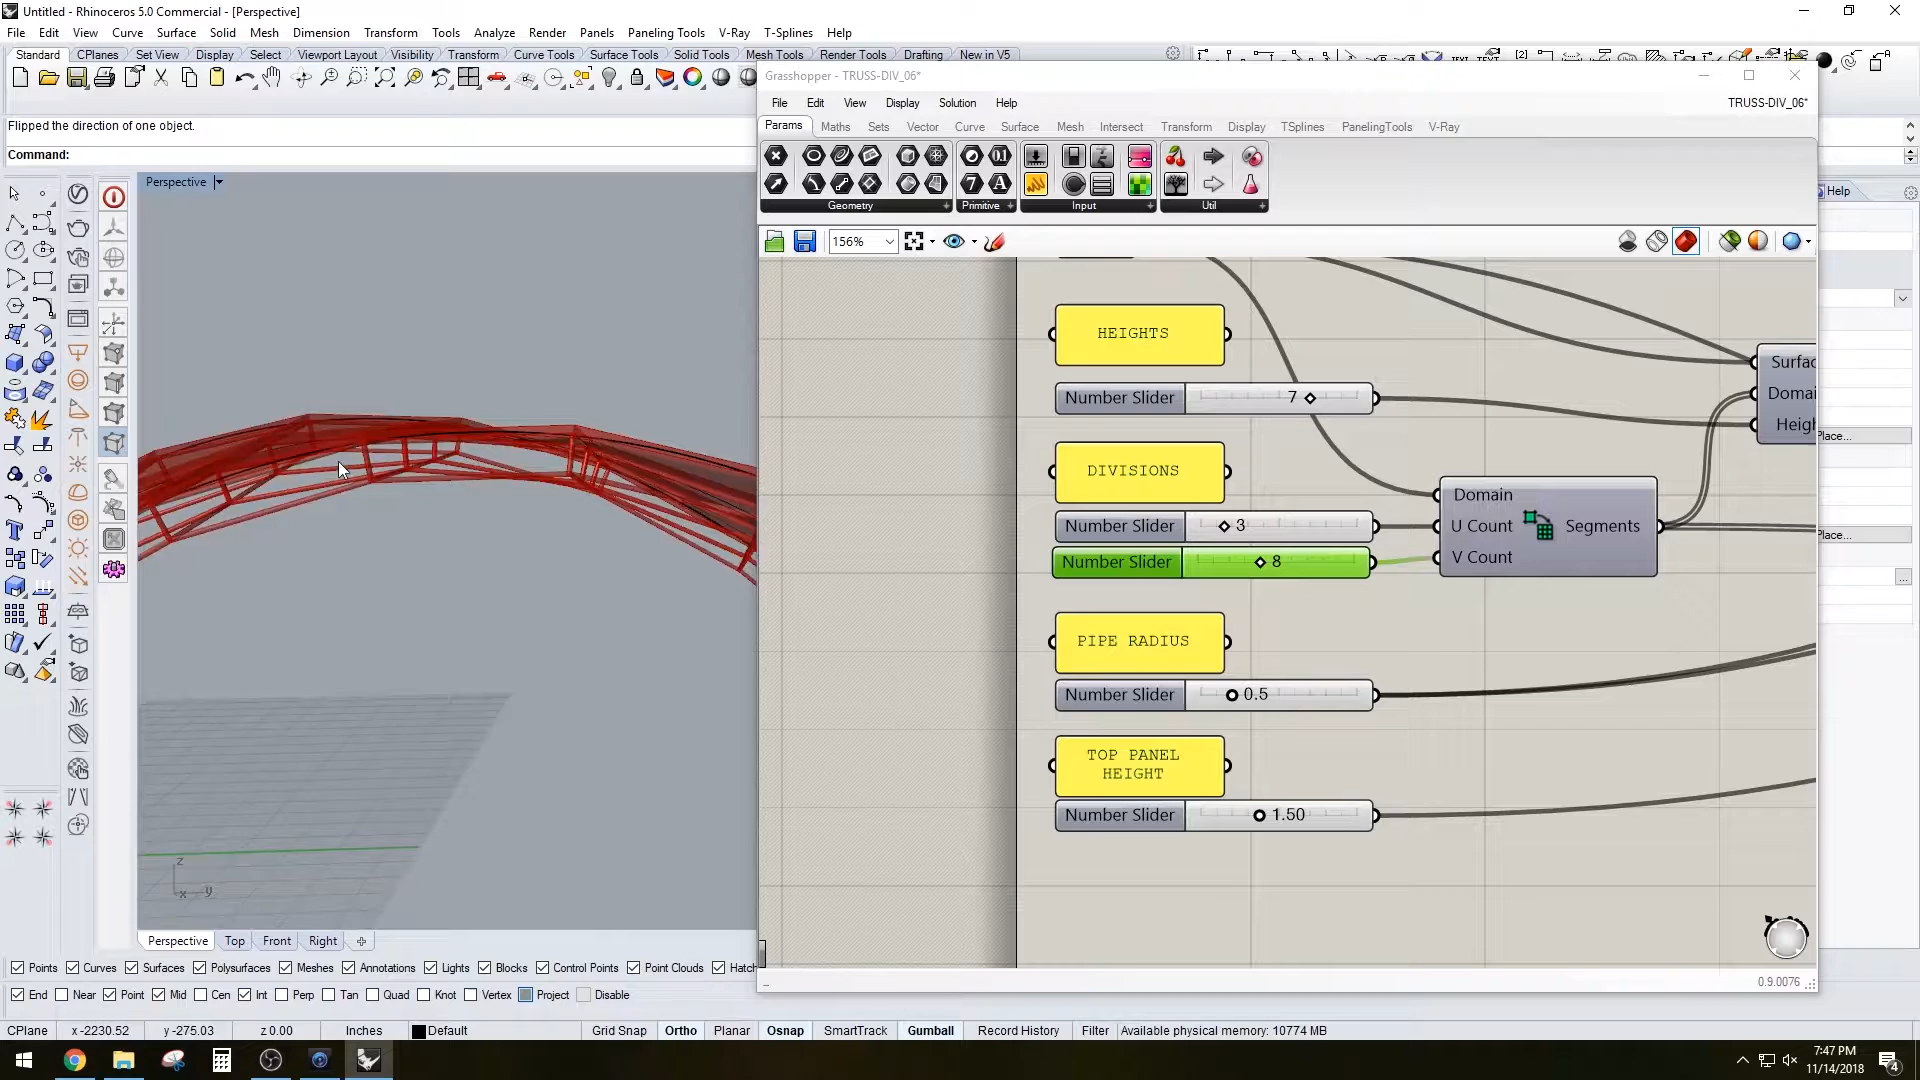 Untitled - Rhinoceros 5.0 Commercial - [Perspective]
File Edit View Curve Surface Solid Mesh Dimension Transform Tools Analyze Render Panels Paneling Tools V-Ray T-Splines Help
Standard CPlanes Set View Display Select Viewport Layout Visibility Transform Curve Tools Surface Tools Solid Tools Mesh Tools Render Tools Drafting New in V5
Flipped the direction of one object.
Command:
Perspective
Grasshopper - TRUSS-DIV_06*
File Edit View Display Solution Help TRUSS-DIV_06*
Params Maths Sets Vector Curve Surface Mesh Intersect Transform Display TSplines PanelingTools V-Ray
Geometry Primitive Input Util
156%
Help
HEIGHTS
Number Slider 7
DIVISIONS
Number Slider 3
Number Slider 8
Domain
U Count Segments
V Count
Surfac
Domai
Heigh
Place...
Place...
...
PIPE RADIUS
Number Slider 0.5
TOP PANEL
HEIGHT
Number Slider 1.50
z
x y
0.9.0076
Perspective Top Front Right
Points Curves Surfaces Polysurfaces Meshes Annotations Lights Blocks Control Points Point Clouds Hatch
End Near Point Mid Cen Int Perp Tan Quad Knot Vertex Project Disable
CPlane x -2230.52 y -275.03 z 0.00 Inches Default Grid Snap Ortho Planar Osnap SmartTrack Gumball Record History Filter Available physical memory: 10774 MB
7:47 PM
11/14/2018
4